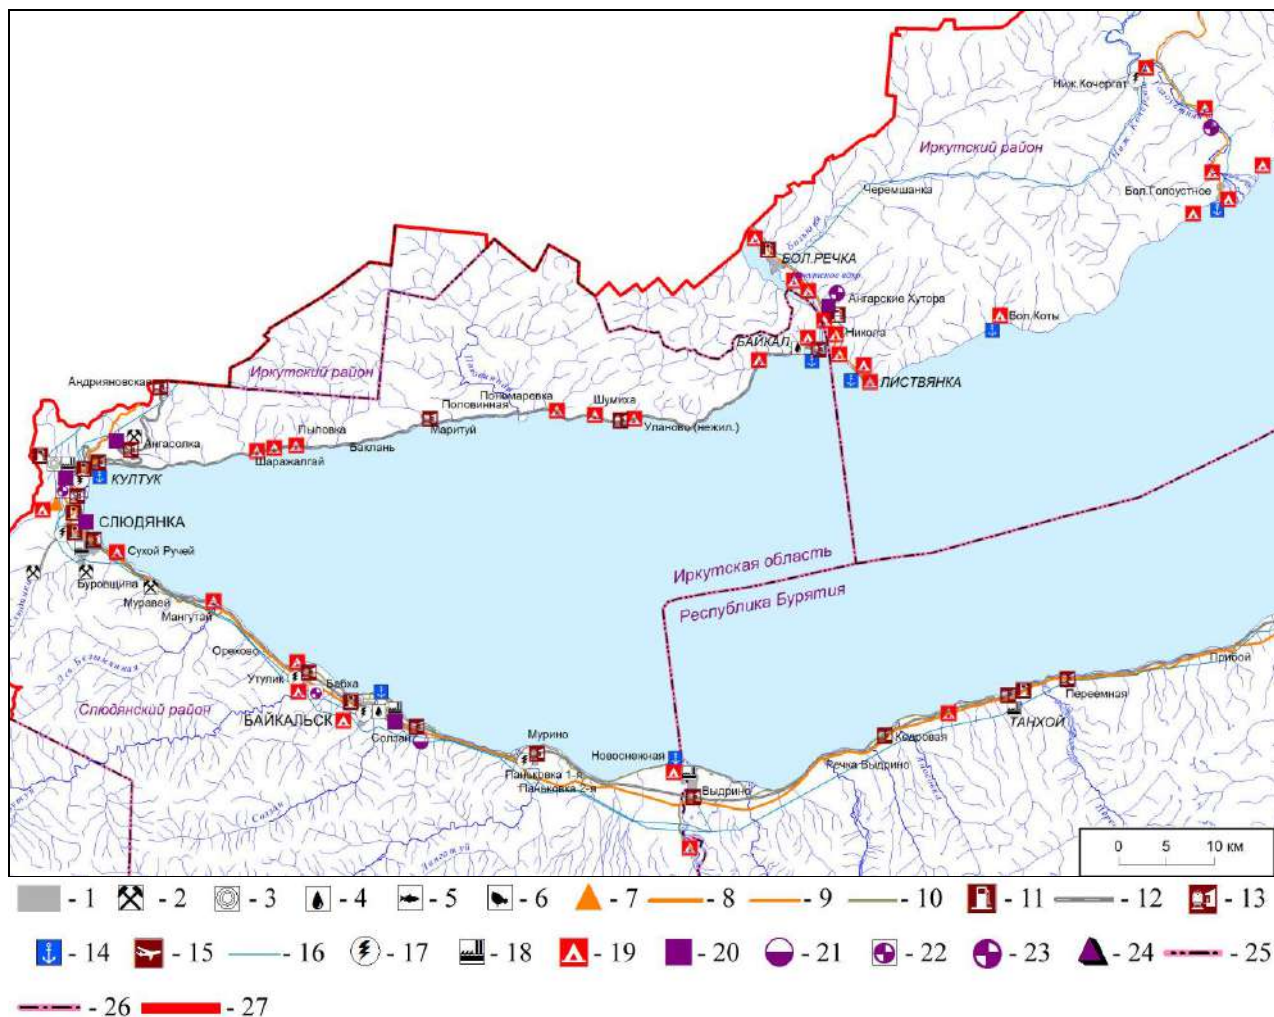 Ниж.Кочергат
Иркутский район
Черемшанка
Бол.Голоустное
БОЛ.РЕЧКА
Ангарские Хутора
Бол.Коты
Никола
БАЙКАЛ
ЛИСТВЯНКА
Иркутский район
Андрияновская
Пономаревка
Шумиха
Половинная
Маритуй
Уланово (нежил.)
Пыловка
Ангасолка
Баклань
Шаражалгай
КУЛТУК
СЛЮДЯНКА
Сухой Ручей
Буровщина
Муравей
Мангутай
Иркутская область
Республика Бурятия
Орехово
Утулик
Бабха
Слюдянский район
БАЙКАЛЬСК
Солзан
Мурино
Паньковка 1-я
Паньковка 2-я
Новоснежная
Выдрино
Речка Выдрино
Кедровая
ТАНХОЙ
Переемная
Прибой
0 5 10 км
- 1 - 2 - 3 - 4 - 5 - 6 - 7 - 8 - 9 - 10 - 11 - 12 - 13
- 14 - 15 - 16 - 17 - 18 - 19 - 20 - 21 - 22 - 23 - 24 - 25
- 26 - 27